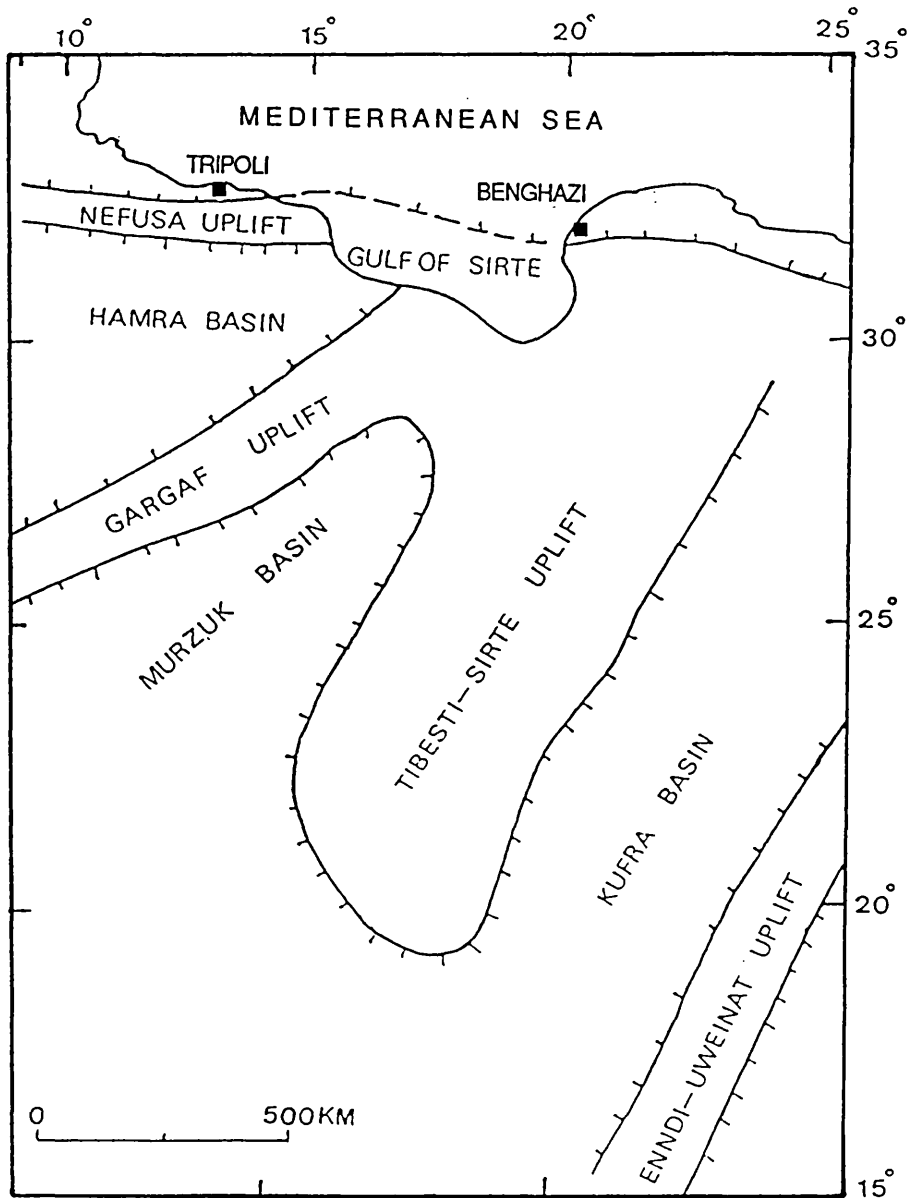 10° 15° 20° 25°
35°
MEDITERRANEAN SEA
TRIPOLI
BENGHAZI
NEFUSA UPLIFT
GULF OF SIRTE
HAMRA BASIN
30°
GARGAF UPLIFT
MURZUK BASIN
TIBESTI-SIRTE UPLIFT
25°
KUFRA BASIN
20°
ENNDI-UWEINAT UPLIFT
0 500KM
15°